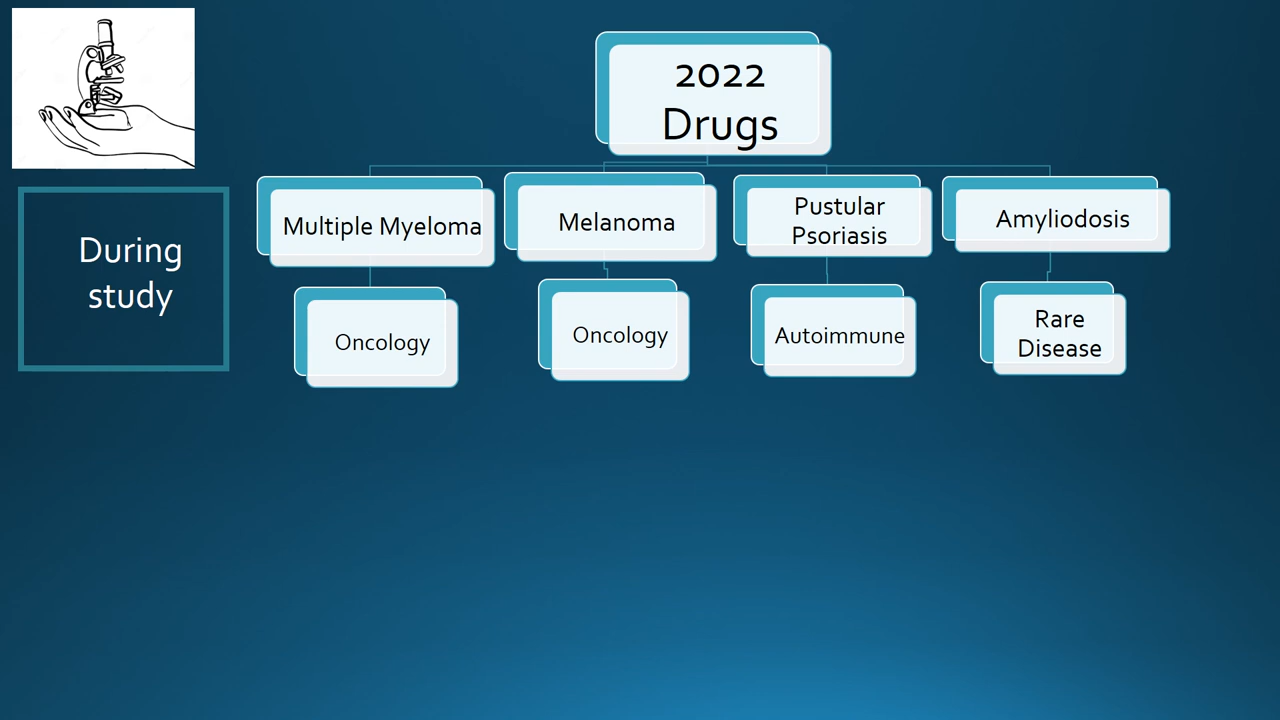 2022
Drugs
During
study
Multiple Myeloma
Melanoma
Pustular
Psoriasis
Amyliodosis
Oncology
Oncology
Autoimmune
Rare
Disease